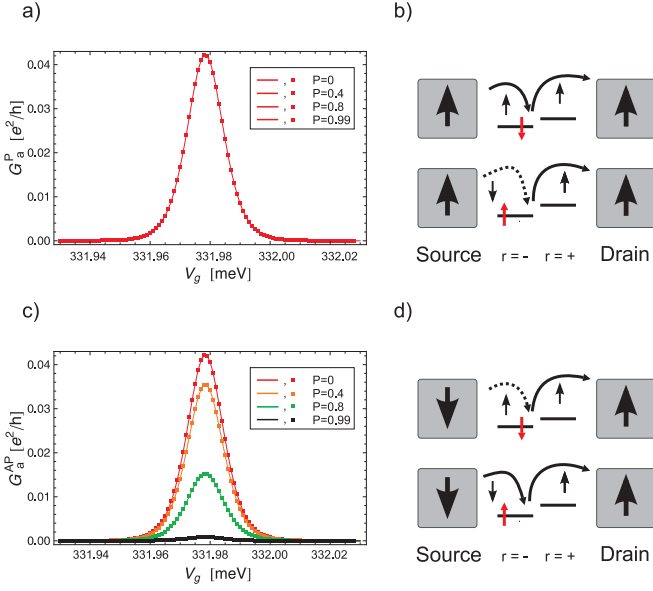 a)
G_a^P [e²/h]
0.04
0.03
0.02
0.01
0.00
, P=0
, P=0.4
, P=0.8
, P=0.99
331.94 331.96 331.98 332.00 332.02
V_g [meV]
b)
Source r = - r = + Drain
c)
G_a^AP [e²/h]
0.04
0.03
0.02
0.01
0.00
, P=0
, P=0.4
, P=0.8
, P=0.99
331.94 331.96 331.98 332.00 332.02
V_g [meV]
d)
Source r = - r = + Drain